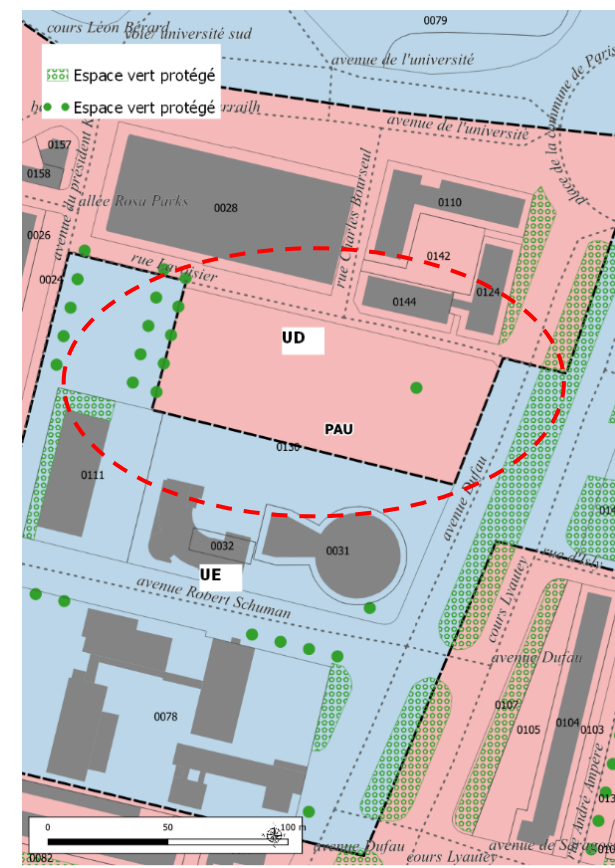 0079
cours Léon Bérard
voie université sud
avenue de l'université
Espace vert protégé
Espace vert protégé
avenue de l'université
place de la commune de Paris
avenue du président K
0157
0158
allée Rosa Parks
0028
0110
rue Charles Bourseul
0026
0024
rue Lavoisier
0142
0124
0144
UD
PAU
0130
0111
avenue Dufau
0032
0031
UE
avenue Robert Schuman
cours Lyautey
avenue Dufau
0078
0107
0105
0104
0103
André Ampère
0 50 100 m
0082
avenue Dufau
cours Lyautey